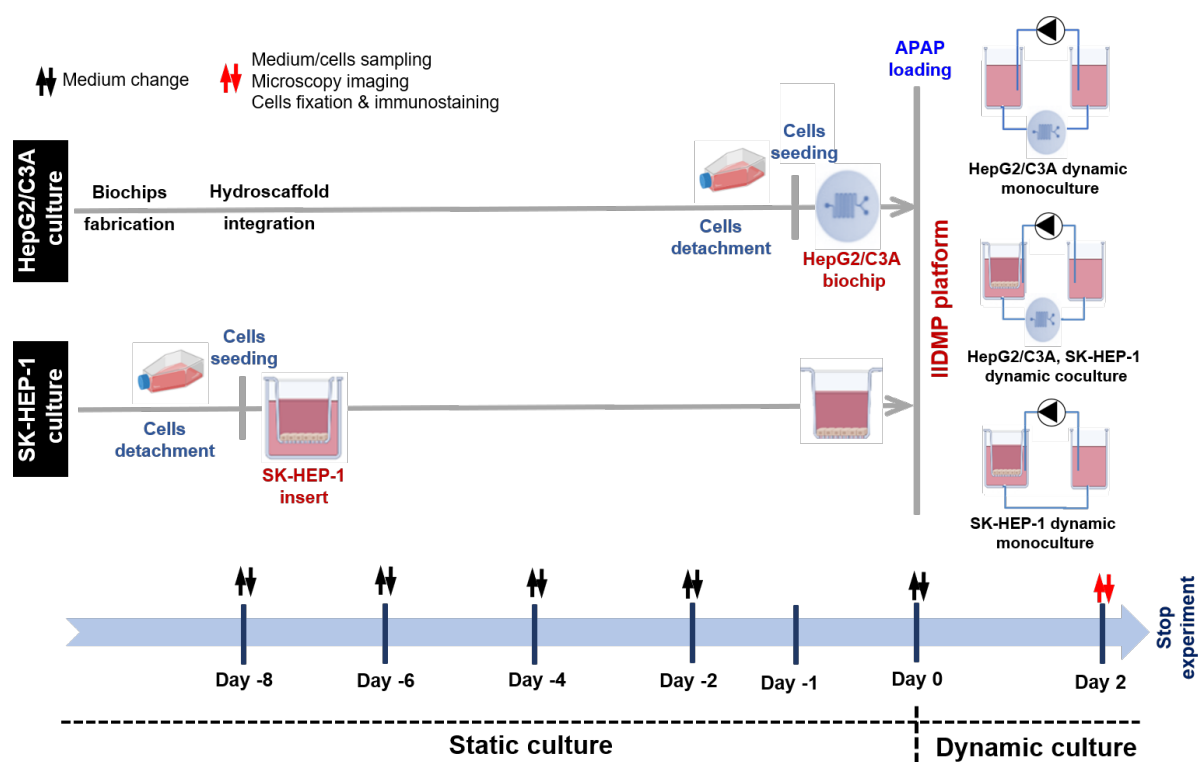 Medium change
Medium/cells sampling
Microscopy imaging
Cells fixation & immunostaining
APAP
loading
HepG2/C3A
culture
Biochips
fabrication
Hydroscaffold
integration
Cells
detachment
Cells
seeding
HepG2/C3A
biochip
IIDMP platform
HepG2/C3A dynamic
monoculture
HepG2/C3A, SK-HEP-1
dynamic coculture
SK-HEP-1 dynamic
monoculture
SK-HEP-1
culture
Cells
detachment
Cells
seeding
SK-HEP-1
insert
Day -8
Day -6
Day -4
Day -2
Day -1
Day 0
Day 2
Stop
experiment
Static culture
Dynamic culture